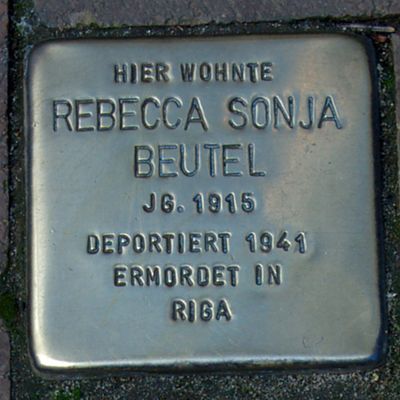 HIER WOHNTE
REBECCA SONJA
BEUTEL
JG. 1915
DEPORTIERT 1941
ERMORDET IN
RIGA